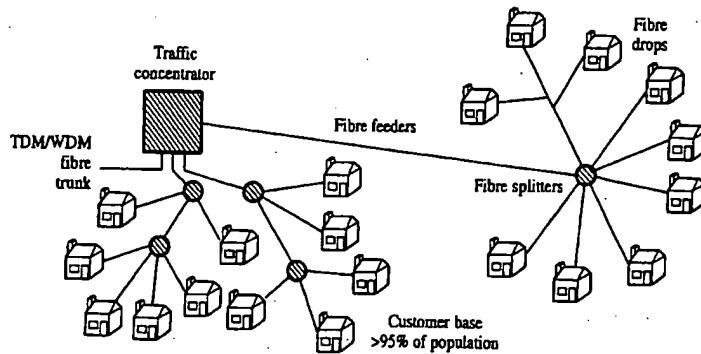 Traffic
concentrator
Fibre
drops
Fibre feeders
TDM/WDM
fibre
trunk
Fibre splitters
Customer base
>95% of population